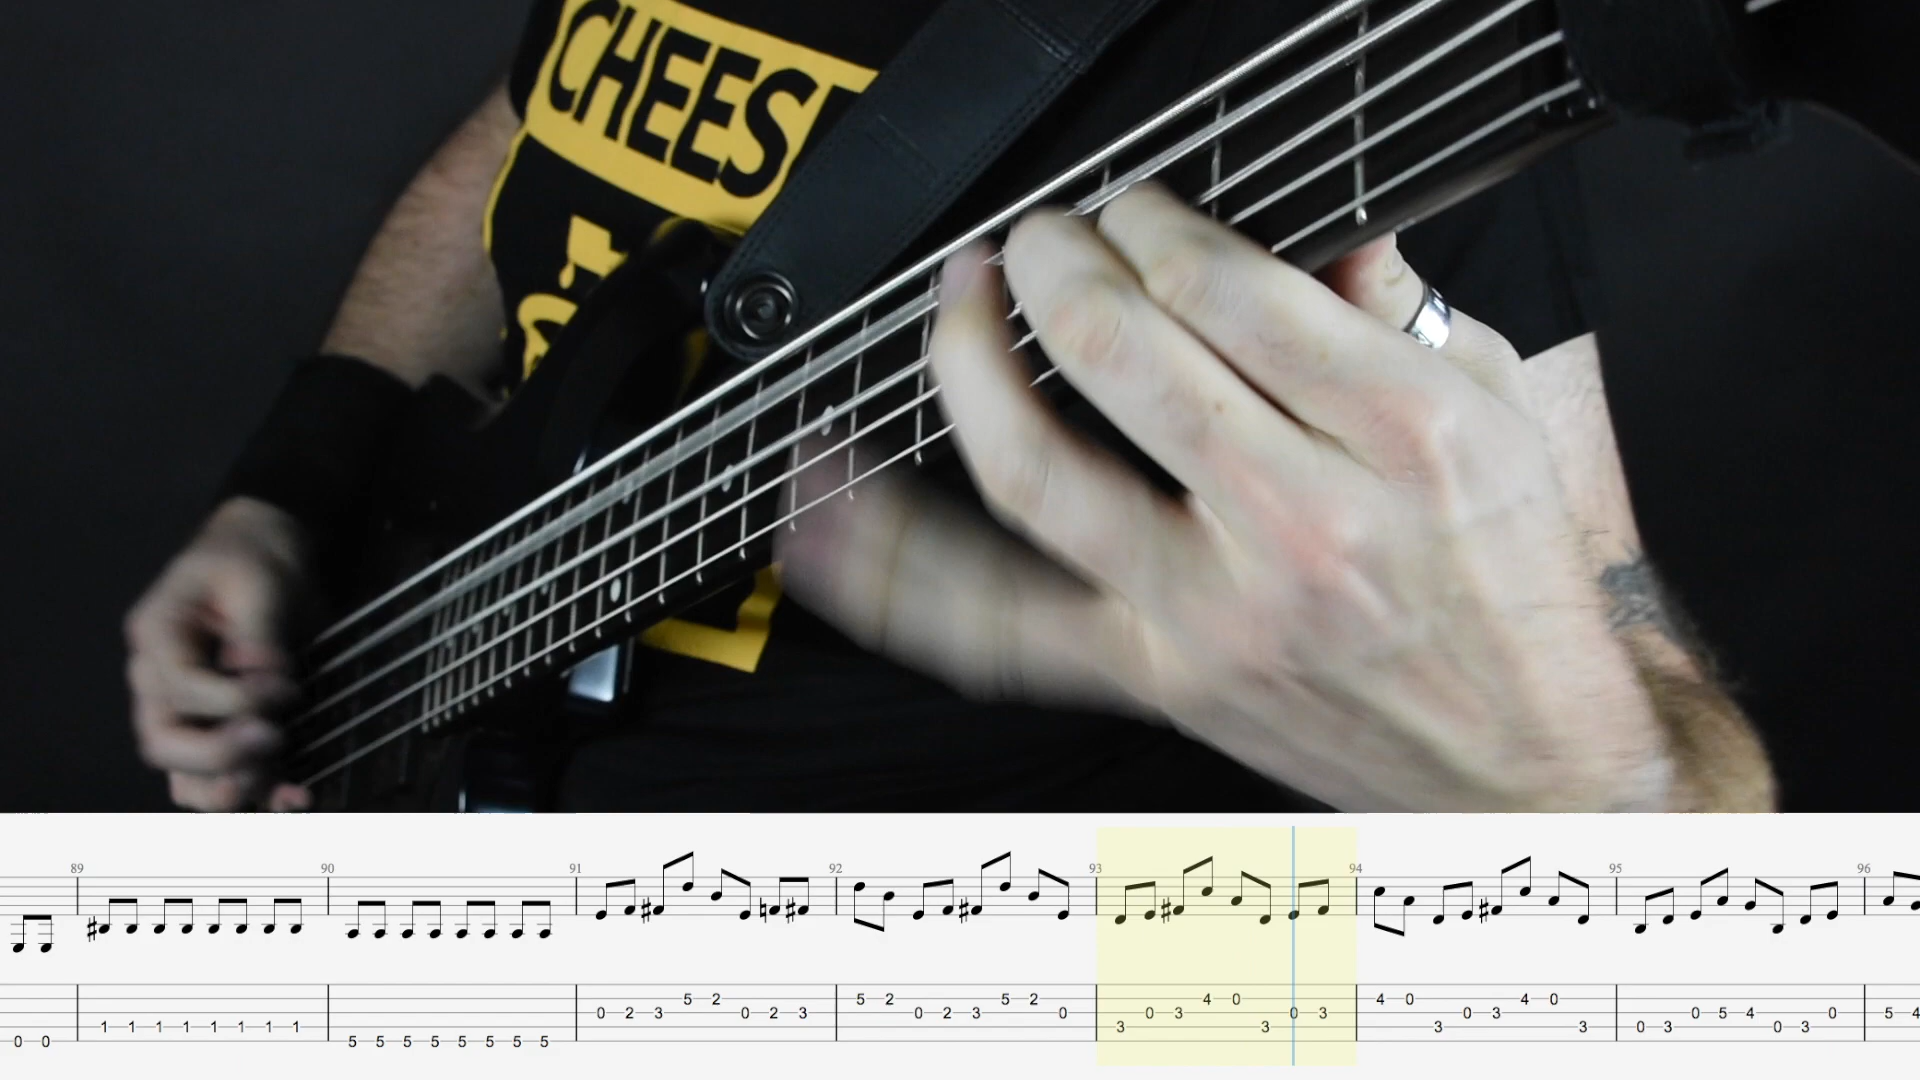 CHEES
89 90 91 92 93 94 95 96
5 2 5 2 5 2 4 0 4 0 4 0
0 2 3 0 2 3 0 2 3 0 0 3 0 3 0 3 0 5 4 0 5 4
1 1 1 1 1 1 1 1 3 3 3 3 0 3 0 3
0 0 5 5 5 5 5 5 5 5